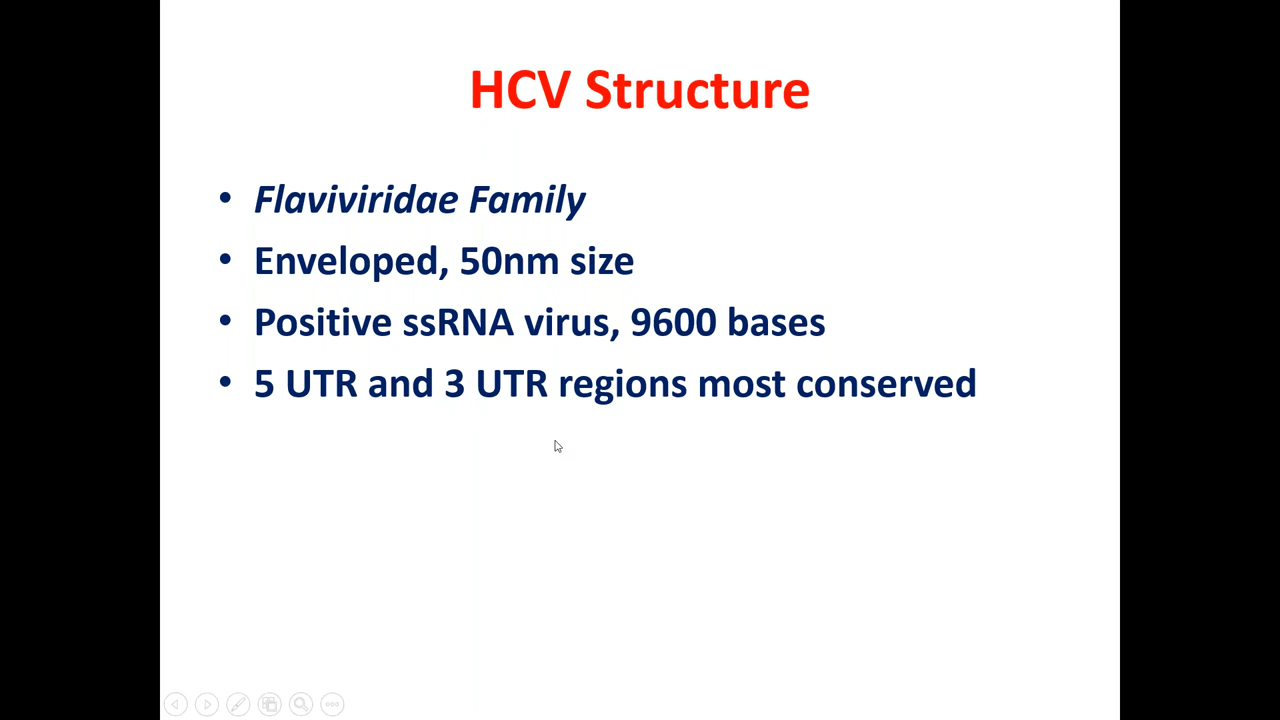 HCV Structure
• Flaviviridae Family
• Enveloped, 50nm size
• Positive ssRNA virus, 9600 bases
• 5 UTR and 3 UTR regions most conserved